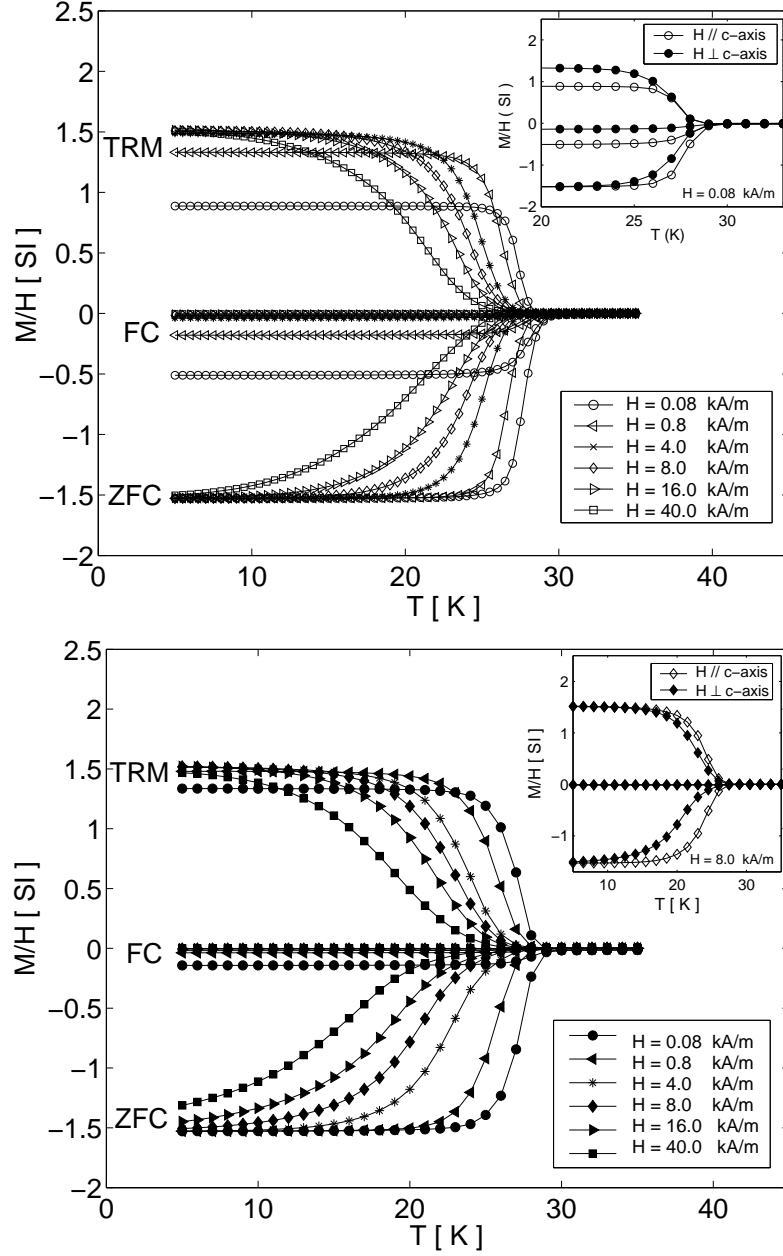 2.5
2
1.5
1
0.5
0
−0.5
−1
−1.5
−2
0
10
20
30
40
M/H [ SI ]
T [ K ]
TRM
FC
ZFC
H = 0.08 kA/m
H = 0.8 kA/m
H = 4.0 kA/m
H = 8.0 kA/m
H = 16.0 kA/m
H = 40.0 kA/m
H // c−axis
H ⊥ c−axis
1
0
−1
−2
20
25
30
M/H ( SI )
T (K)
H = 0.08 kA/m
2.5
2
1.5
1
0.5
0
−0.5
−1
−1.5
−2
0
10
20
30
40
M/H [ SI ]
T [ K ]
TRM
FC
ZFC
H = 0.08 kA/m
H = 0.8 kA/m
H = 4.0 kA/m
H = 8.0 kA/m
H = 16.0 kA/m
H = 40.0 kA/m
H // c−axis
H ⊥ c−axis
1
0
−1
10
20
30
M/H [ SI ]
T [ K ]
H = 8.0 kA/m